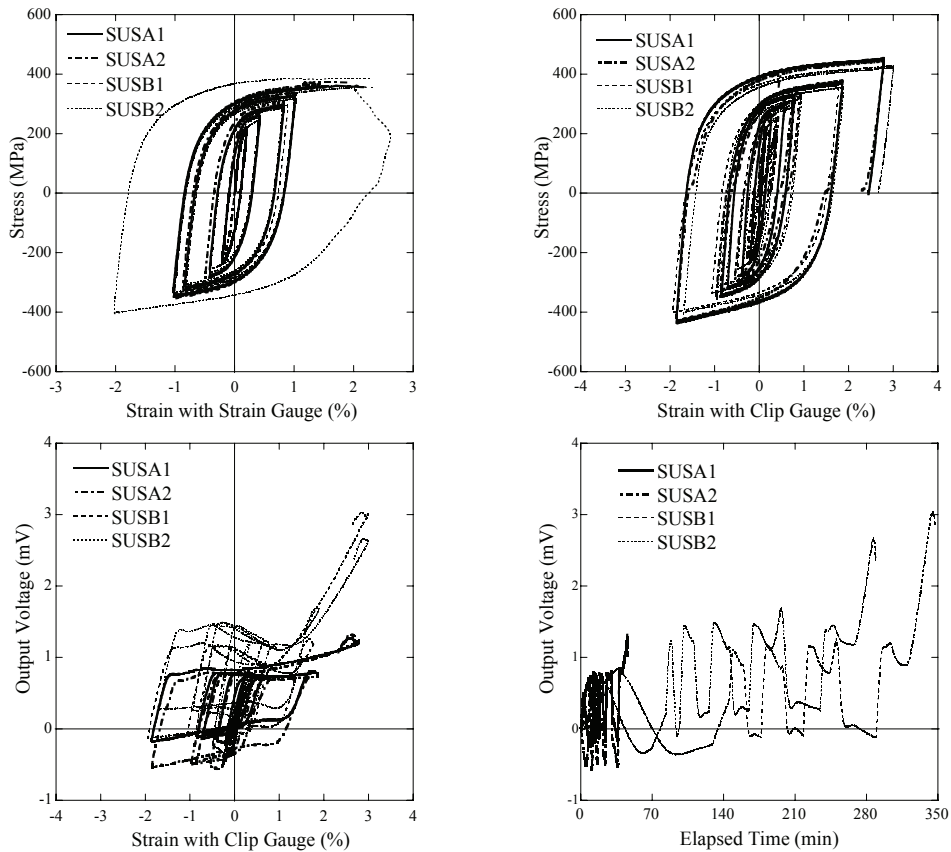 600
400
200
0
-200
-400
-600
Stress (MPa)
SUSA1
SUSA2
SUSB1
SUSB2
-3 -2 -1 0 1 2 3
Strain with Strain Gauge (%)
600
400
200
0
-200
-400
-600
Stress (MPa)
SUSA1
SUSA2
SUSB1
SUSB2
-4 -3 -2 -1 0 1 2 3 4
Strain with Clip Gauge (%)
4
3
2
1
0
-1
Output Voltage (mV)
SUSA1
SUSA2
SUSB1
SUSB2
-4 -3 -2 -1 0 1 2 3 4
Strain with Clip Gauge (%)
4
3
2
1
0
-1
Output Voltage (mV)
SUSA1
SUSA2
SUSB1
SUSB2
0 70 140 210 280 350
Elapsed Time (min)